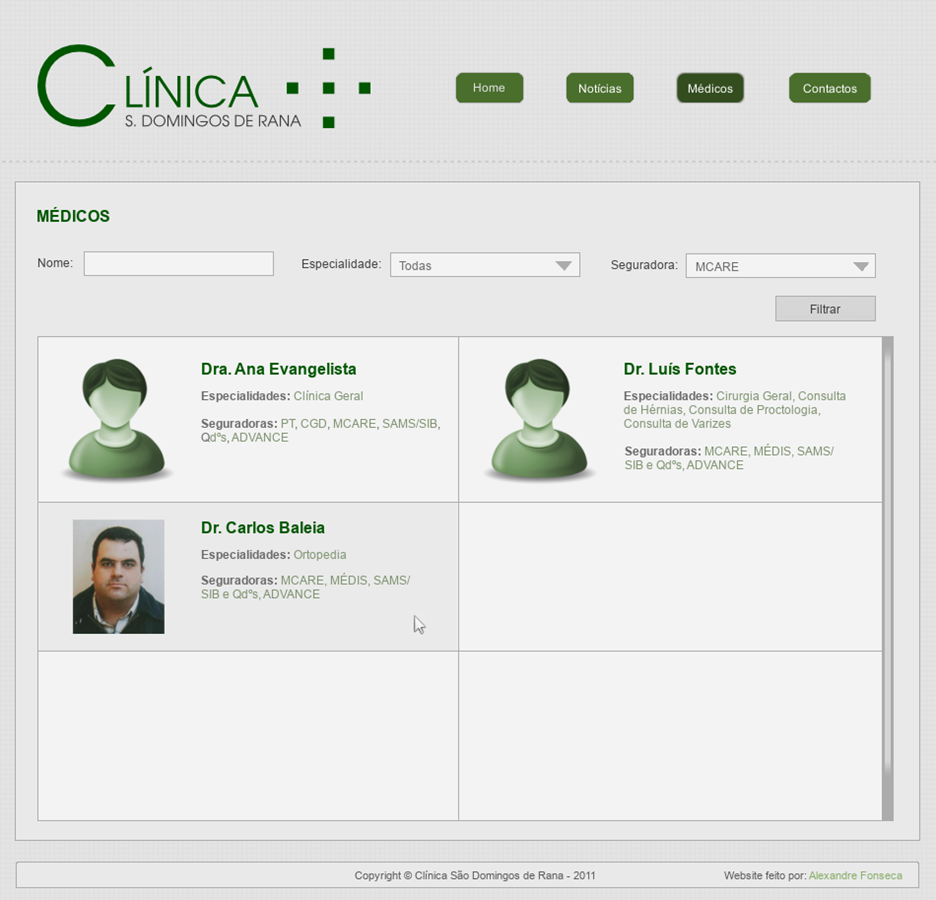 CLÍNICA
S. DOMINGOS DE RANA
Home
Notícias
Médicos
Contactos
MÉDICOS
Nome:
Especialidade:
Todas
Seguradora:
MCARE
Filtrar
Dra. Ana Evangelista
Especialidades: Clínica Geral
Seguradoras: PT, CGD, MCARE, SAMS/SIB,
Qdºs, ADVANCE
Dr. Luís Fontes
Especialidades: Cirurgia Geral, Consulta
de Hérnias, Consulta de Proctologia,
Consulta de Varizes
Seguradoras: MCARE, MÉDIS, SAMS/
SIB e Qdºs, ADVANCE
Dr. Carlos Baleia
Especialidades: Ortopedia
Seguradoras: MCARE, MÉDIS, SAMS/
SIB e Qdºs, ADVANCE
Copyright © Clínica São Domingos de Rana - 2011
Website feito por: Alexandre Fonseca